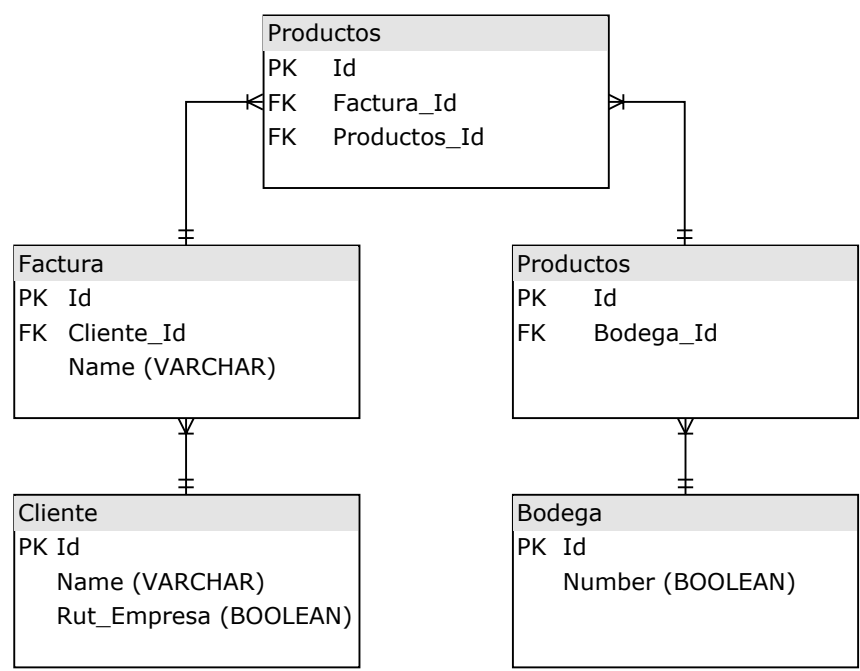 Productos
PK Id
FK Factura_Id
FK Productos_Id
Factura
PK Id
FK Cliente_Id
Name (VARCHAR)
Productos
PK Id
FK Bodega_Id
Cliente
PK Id
Name (VARCHAR)
Rut_Empresa (BOOLEAN)
Bodega
PK Id
Number (BOOLEAN)